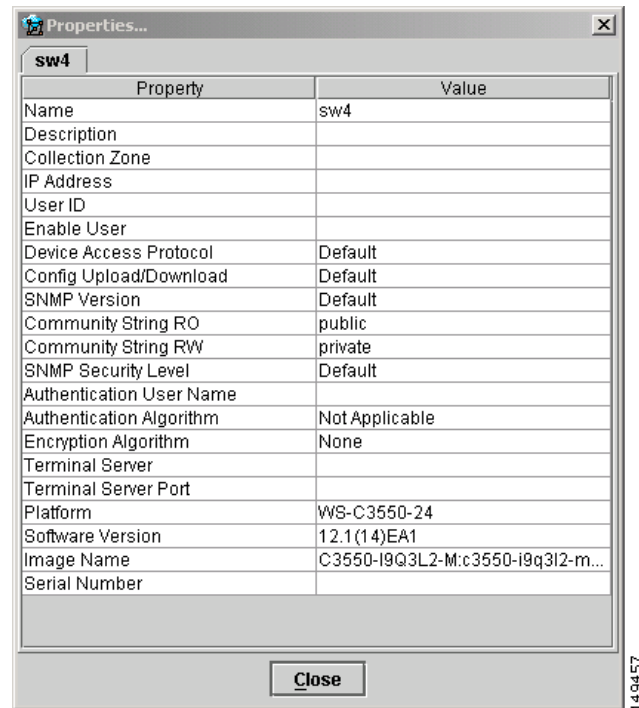 Properties...
sw4
Property Value
Name sw4
Description
Collection Zone
IP Address
User ID
Enable User
Device Access Protocol Default
Config Upload/Download Default
SNMP Version Default
Community String RO public
Community String RW private
SNMP Security Level Default
Authentication User Name
Authentication Algorithm Not Applicable
Encryption Algorithm None
Terminal Server
Terminal Server Port
Platform WS-C3550-24
Software Version 12.1(14)EA1
Image Name C3550-I9Q3L2-M:c3550-i9q3l2-m...
Serial Number
Close
149457